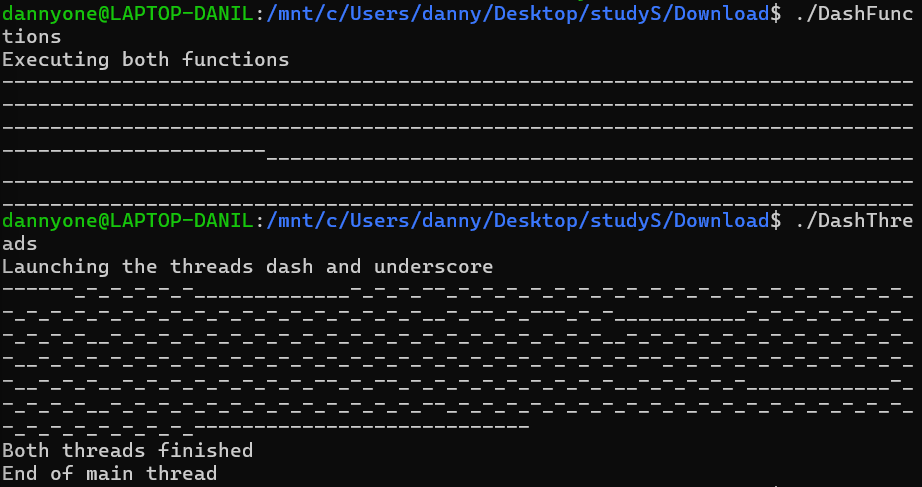 dannyone@LAPTOP-DANIL:/mnt/c/Users/danny/Desktop/studyS/Download$ ./DashFunc
tions
Executing both functions
----------------------------------------------------------------------------
----------------------------------------------------------------------------
----------------------------------------------------------------------------
----------------------______________________________________________________
____________________________________________________________________________
____________________________________________________________________________
dannyone@LAPTOP-DANIL:/mnt/c/Users/danny/Desktop/studyS/Download$ ./DashThre
ads
Launching the threads dash and underscore
Both threads finished
End of main thread